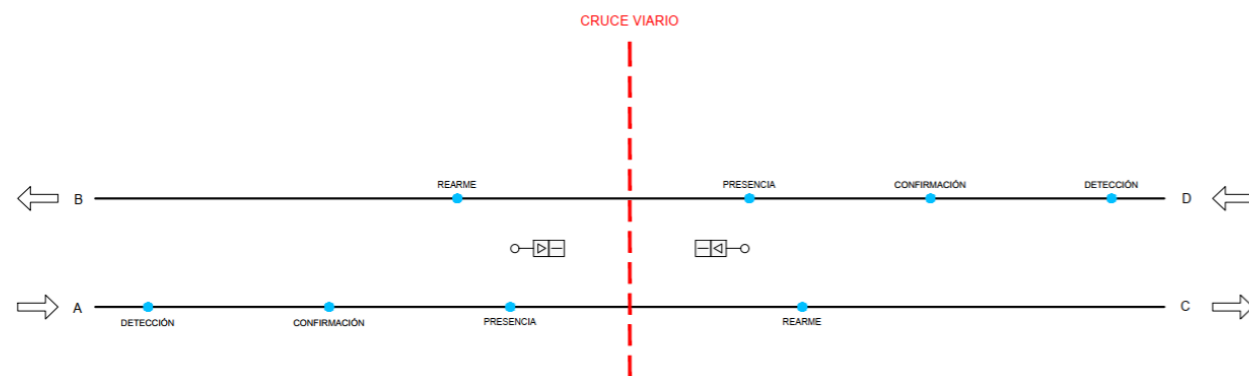 CRUCE VIARIO
REARME
PRESENCIA
CONFIRMACIÓN
DETECCIÓN
B
D
A
C
DETECCIÓN
CONFIRMACIÓN
PRESENCIA
REARME